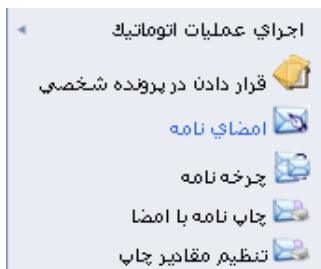 اجراي عمليات اتوماتيك
قرار دادن در پرونده شخصي
امضاي نامه
چرخه نامه
چاپ نامه با امضا
تنظيم مقادير چاپ